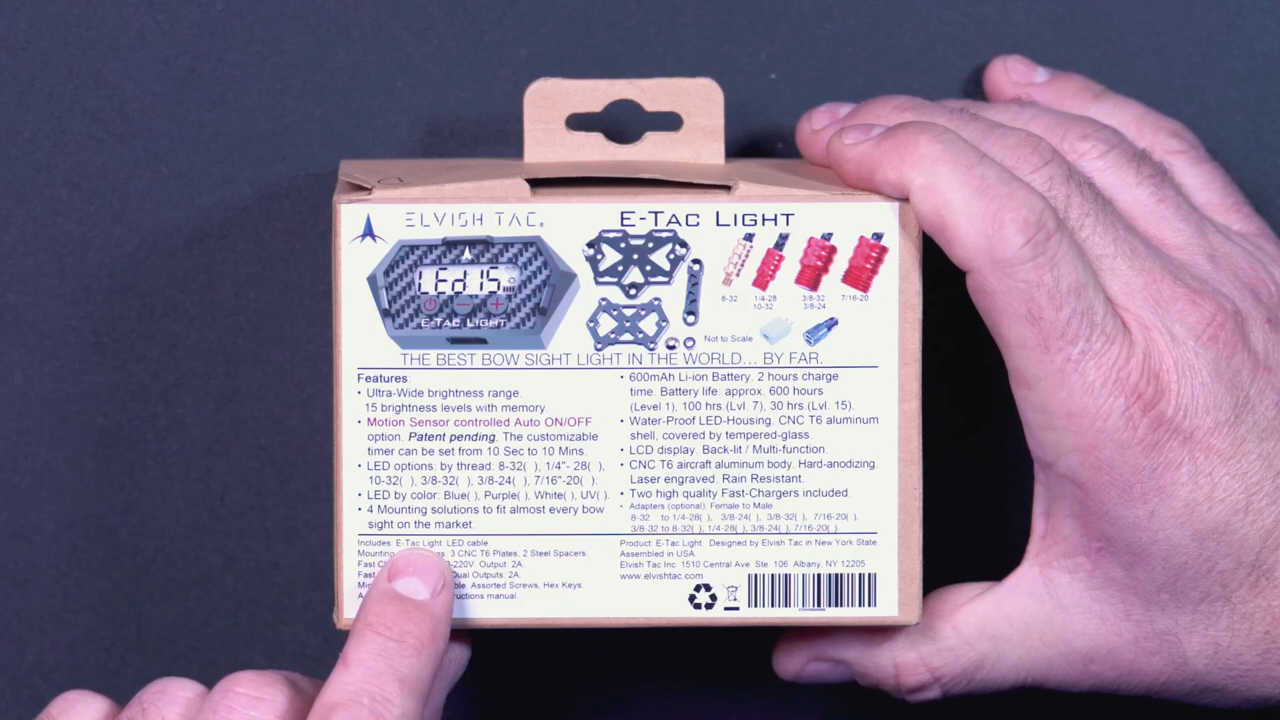 ELVISH TAC®
E-TAC LIGHT
LEd 15
E-TAC LIGHT
8-32
1/4-28
10-32
3/8-32
3/8-24
7/16-20
Not to Scale
THE BEST BOW SIGHT LIGHT IN THE WORLD... BY FAR.
Features:
• Ultra-Wide brightness range.
15 brightness levels with memory.
• Motion Sensor controlled Auto ON/OFF
option. Patent pending. The customizable
timer can be set from 10 Sec to 10 Mins.
• LED options: by thread: 8-32( ), 1/4"- 28( ),
10-32( ), 3/8-32( ), 3/8-24( ), 7/16"-20( ).
• LED by color: Blue( ), Purple( ), White( ), UV( ).
• 4 Mounting solutions to fit almost every bow
sight on the market.
• 600mAh Li-ion Battery. 2 hours charge
time. Battery life. approx. 600 hours
(Level 1), 100 hrs.(Lvl. 7), 30 hrs.(Lvl. 15).
• Water-Proof LED-Housing. CNC T6 aluminum
shell, covered by tempered-glass.
• LCD display. Back-lit / Multi-function.
• CNC T6 aircraft aluminum body. Hard-anodizing.
Laser engraved. Rain Resistant.
• Two high quality Fast-Chargers included.
• Adapters (optional). Female to Male
8-32 to 1/4-28( ), 3/8-24( ), 3/8-32( ), 7/16-20( ).
3/8-32 to 8-32( ), 1/4-28( ), 3/8-24( ), 7/16-20( ).
Includes: E-Tac Light. LED cable.
Mounting 3 CNC T6 Plates, 2 Steel Spacers.
Fast 220V. Output: 2A.
Fast Dual Outputs: 2A.
Assorted Screws, Hex Keys.
manual
Product: E-Tac Light. Designed by Elvish Tac in New York State.
Assembled in USA.
Elvish Tac Inc. 1510 Central Ave. Ste. 106 Albany, NY 12205
www.elvishtac.com